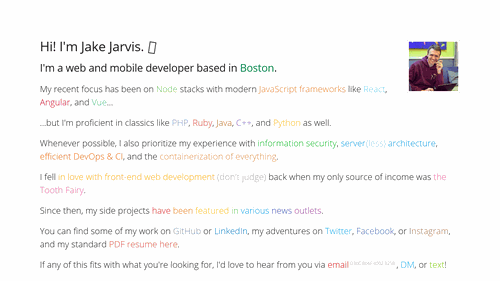 Hi! I'm Jake Jarvis.
I'm a web and mobile developer based in Boston.
My recent focus has been on Node stacks with modern JavaScript frameworks like React,
Angular, and Vue...
...but I'm proficient in classics like PHP, Ruby, Java, C++, and Python as well.
Whenever possible, I also prioritize my experience with information security, server(less) architecture,
efficient DevOps & CI, and the containerization of everything.
I fell in love with front-end web development (don't judge) back when my only source of income was the
Tooth Fairy.
Since then, my side projects have been featured in various news outlets.
You can find some of my work on GitHub or LinkedIn, my adventures on Twitter, Facebook, or Instagram,
and my standard PDF resume here.
If any of this fits with what you're looking for, I'd love to hear from you via email, DM, or text!